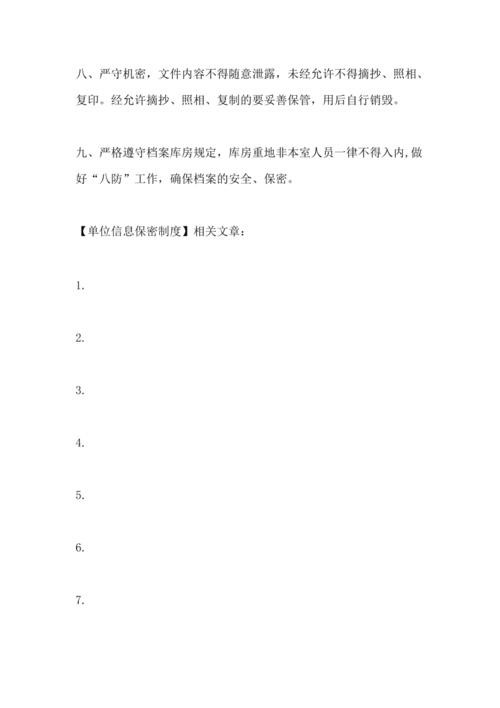 八、严守机密，文件内容不得随意泄露，未经允许不得摘抄、照相、
复印。经允许摘抄、照相、复制的要妥善保管，用后自行销毁。
九、严格遵守档案库房规定，库房重地非本室人员一律不得入内,做
好“八防”工作，确保档案的安全、保密。
【单位信息保密制度】相关文章：
1.
2.
3.
4.
5.
6.
7.